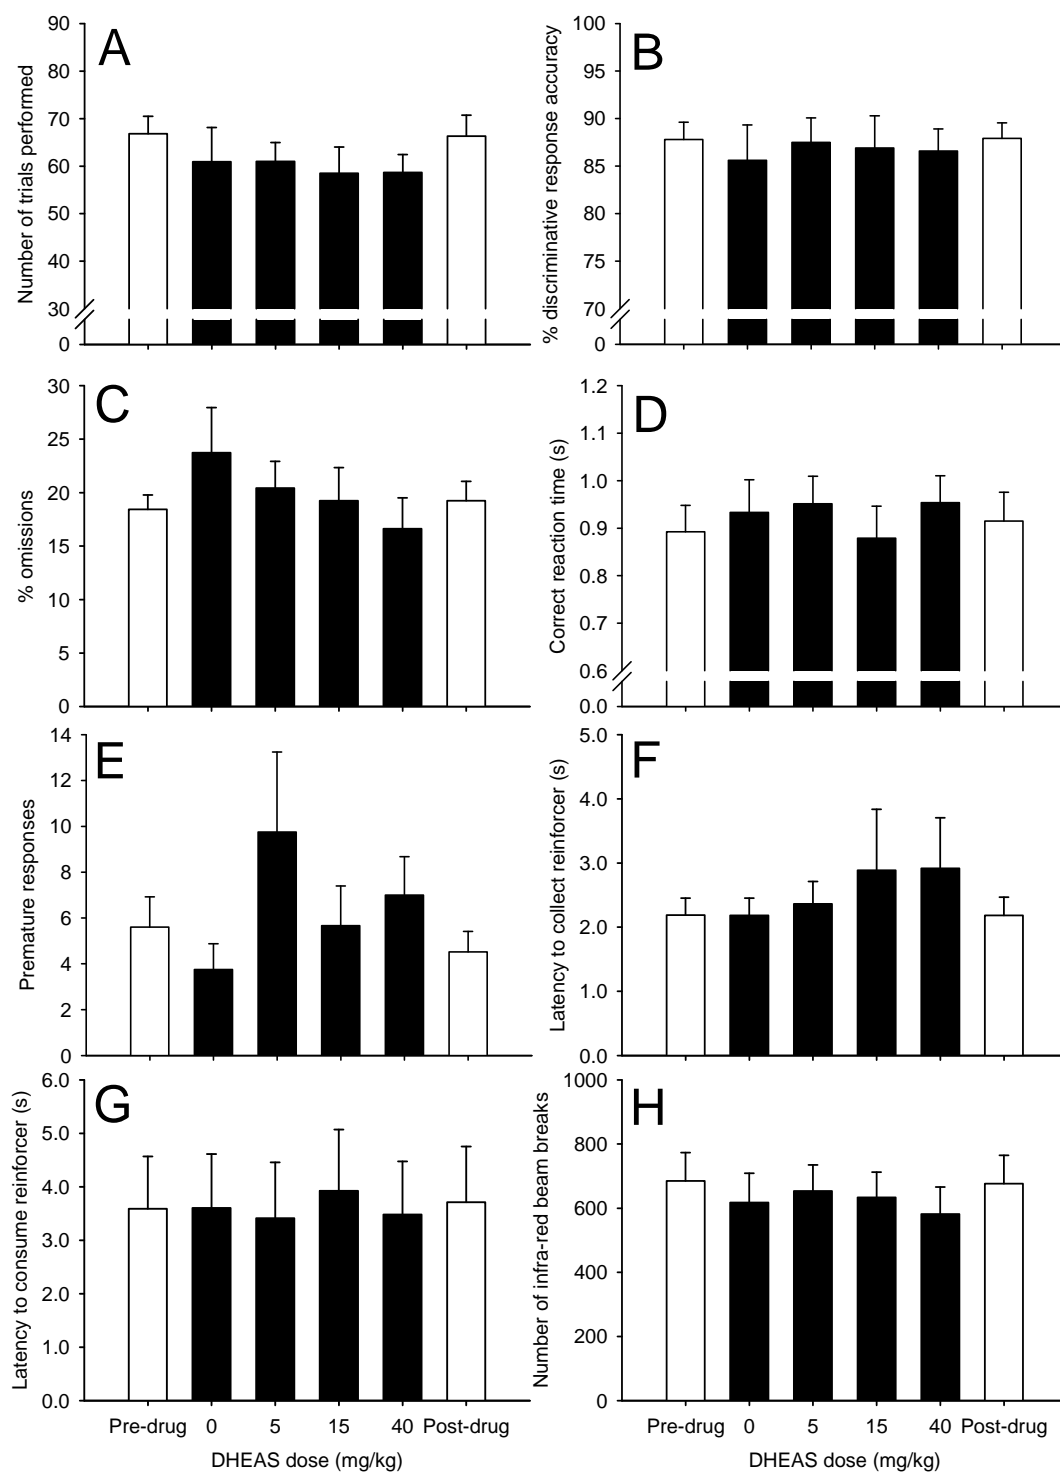 A
Number of trials performed
90
80
70
60
50
40
30
0
B
% discriminative response accuracy
100
95
90
85
80
75
70
0
C
% omissions
30
25
20
15
10
5
0
D
Correct reaction time (s)
1.2
1.1
1.0
0.9
0.8
0.7
0.6
0.0
E
Premature responses
14
12
10
8
6
4
2
0
F
Latency to collect reinforcer (s)
5.0
4.0
3.0
2.0
1.0
0.0
G
Latency to consume reinforcer (s)
6.0
5.0
4.0
3.0
2.0
1.0
0.0
Pre-drug 0 5 15 40 Post-drug
DHEAS dose (mg/kg)
H
Number of infra-red beam breaks
1000
800
600
400
200
0
Pre-drug 0 5 15 40 Post-drug
DHEAS dose (mg/kg)